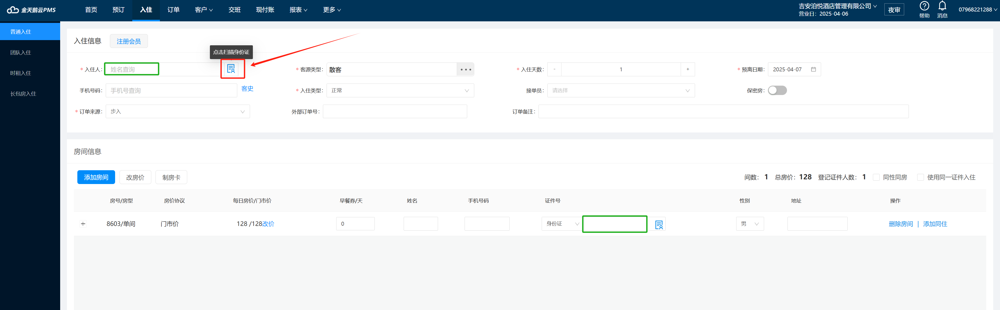 金天鹅云PMS 首页 预订 入住 订单 客户 交班 现付账 报表 更多 吉安泊悦酒店管理有限公司 夜审 帮助 消息 07968221288
营业日：2025-04-06
普通入住
团队入住
时租入住
长包房入住
入住信息 注册会员
点击扫描身份证
* 入住人： 姓名查询 * 客源类型： 散客 ••• * 入住天数： - 1 + * 预离日期： 2025-04-07
手机号码： 手机号查询 客史 * 入住类型： 正常 接单员： 请选择 保密房：
* 订单来源： 步入 外部订单号： 订单备注：
房间信息
添加房间 改房价 制房卡 间数： 1 总房价：128 登记证件人数： 1 同性同房 使用同一证件入住
房号/房型 房价协议 每日房价/门市价 早餐券/天 姓名 手机号码 证件号 性别 地址 操作
+ 8603/单间 门市价 128 /128改价 0 身份证 男 删除房间 | 添加同住